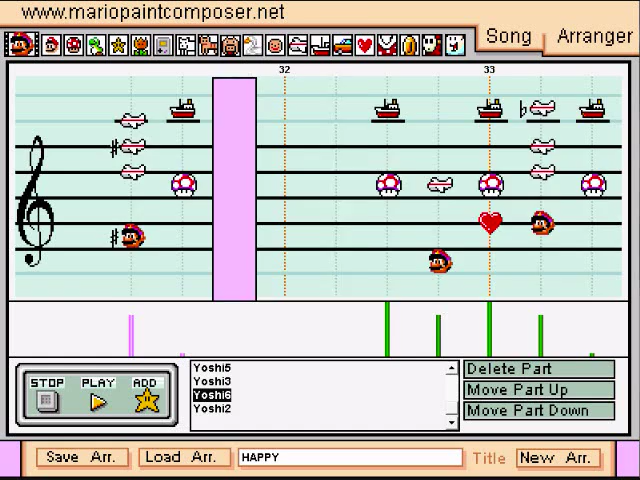 www.mariopaintcomposer.net
Song
Arranger
32
33
Yoshi5
Yoshi3
Yoshi6
Yoshi2
STOP
PLAY
ADD
Delete Part
Move Part Up
Move Part Down
Save Arr.
Load Arr.
HAPPY
Title
New Arr.